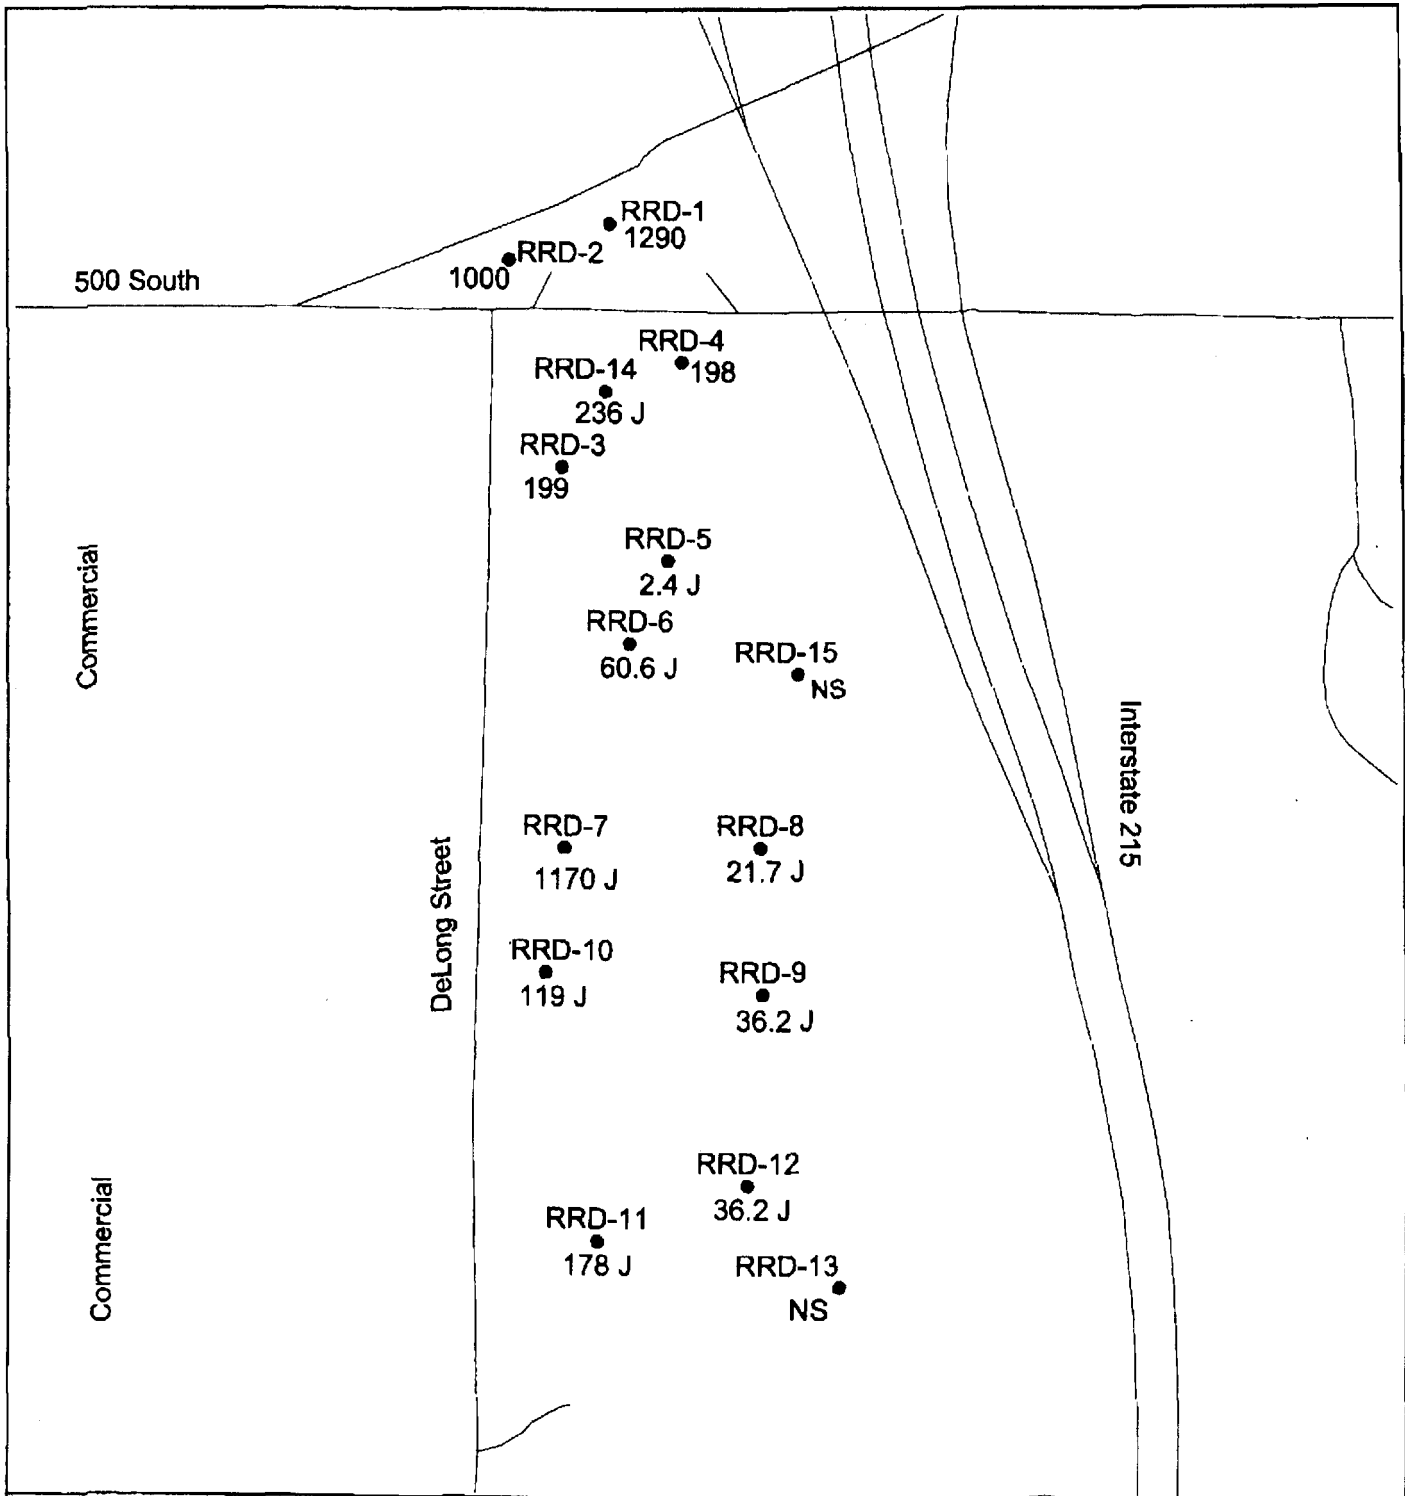 RRD-1
1290
RRD-2
1000
500 South
RRD-4
198
RRD-14
236 J
RRD-3
199
RRD-5
2.4 J
Commercial
RRD-6
60.6 J
RRD-15
NS
Interstate 215
RRD-7
1170 J
RRD-8
21.7 J
DeLong Street
RRD-10
119 J
RRD-9
36.2 J
RRD-12
36.2 J
Commercial
RRD-11
178 J
RRD-13
NS